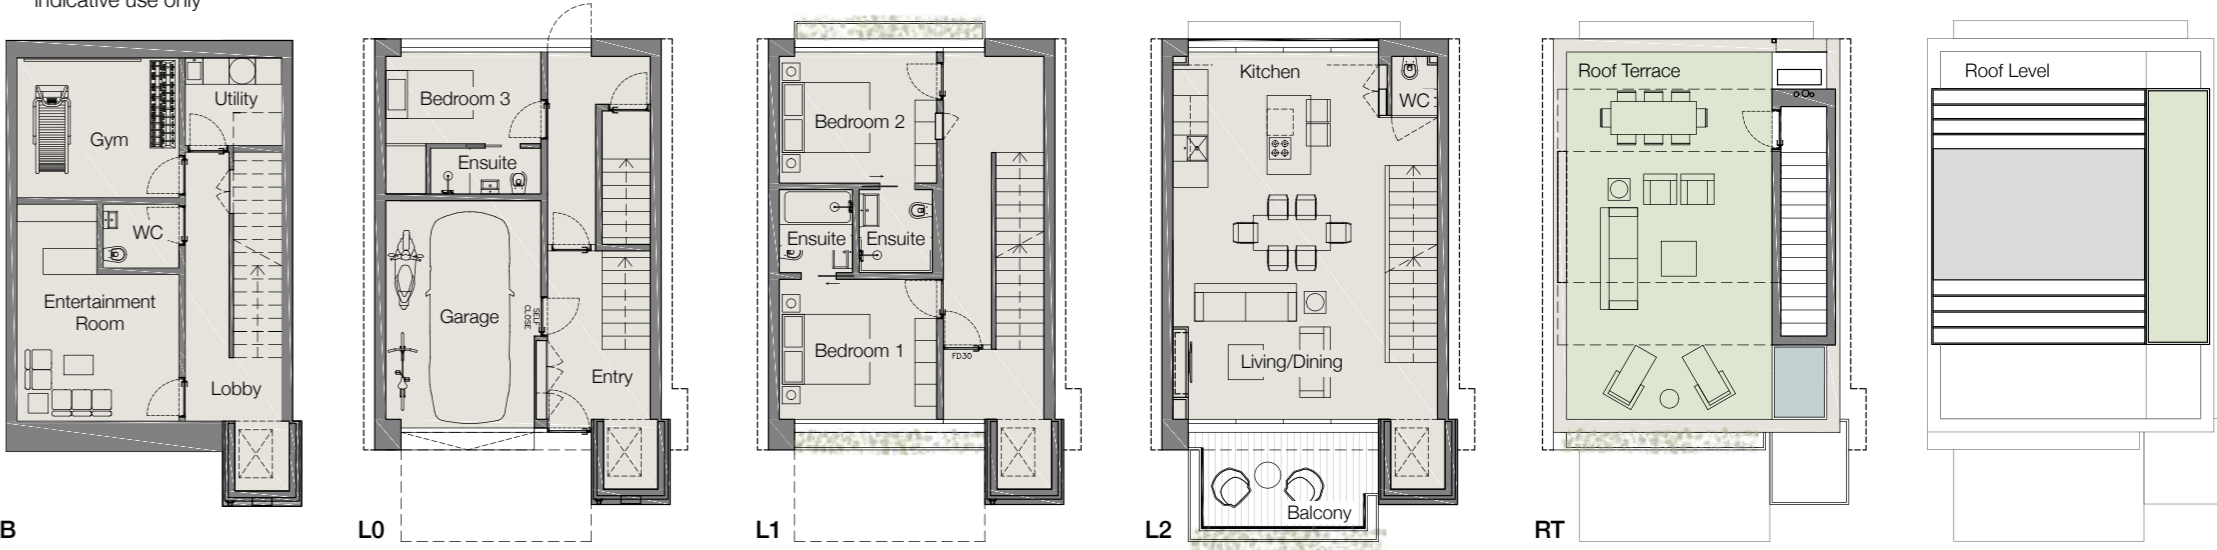 indicative use only
Gym
Utility
WC
Entertainment
Room
Lobby
B
Bedroom 3
Ensuite
Garage
SELF
CLOSE
Entry
L0
Bedroom 2
Ensuite
Ensuite
Bedroom 1
FD30
L1
Kitchen
WC
Living/Dining
Balcony
L2
Roof Terrace
RT
Roof Level